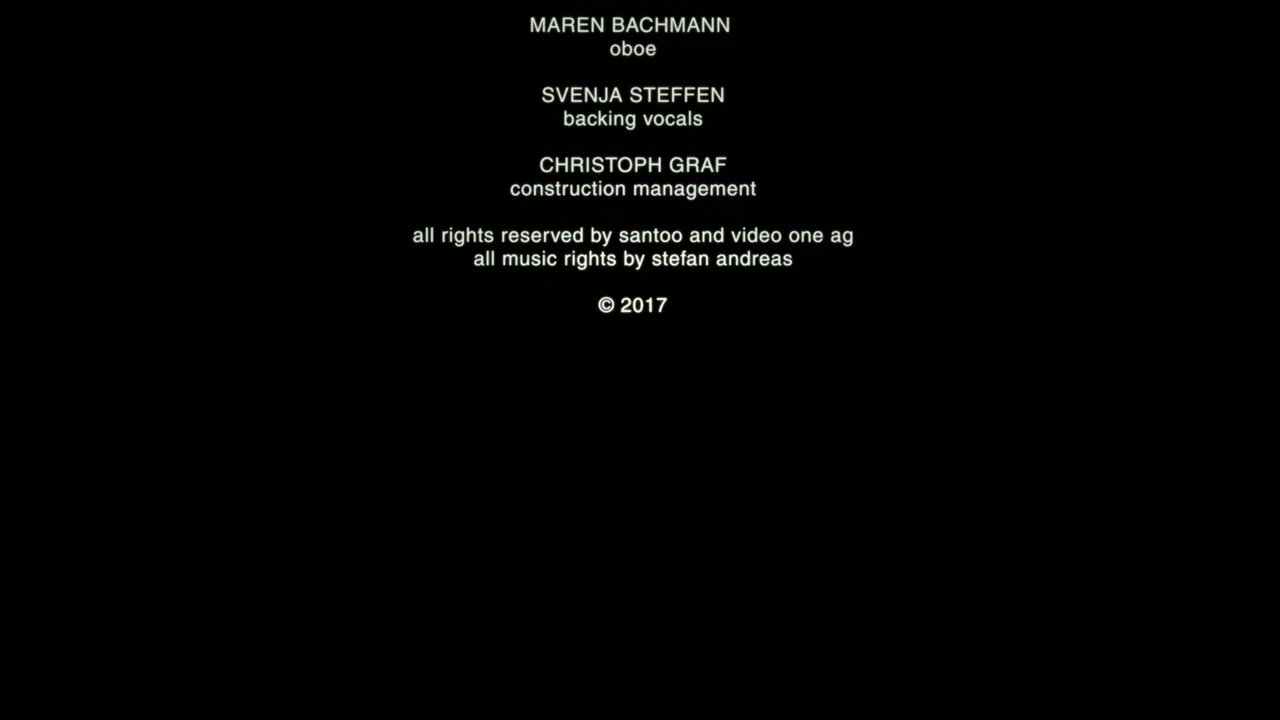 MAREN BACHMANN
oboe
SVENJA STEFFEN
backing vocals
CHRISTOPH GRAF
construction management
all rights reserved by santoo and video one ag
all music rights by stefan andreas
© 2017